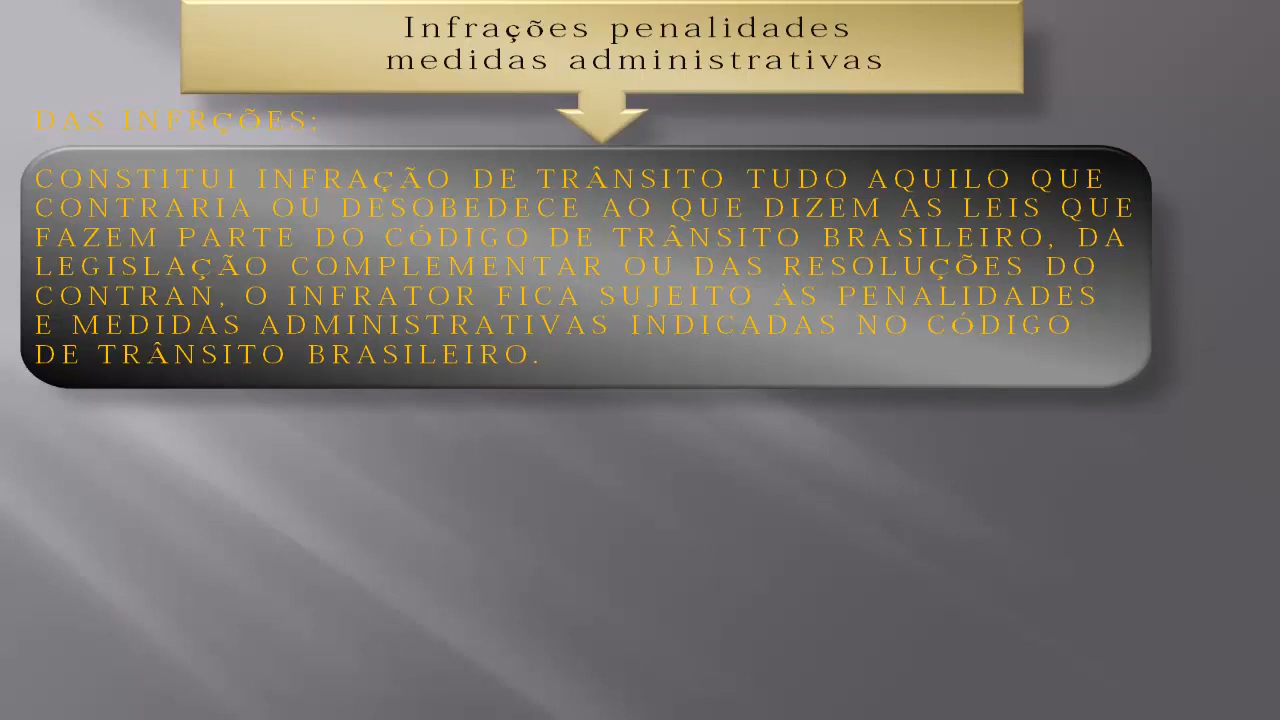 Infrações penalidades
medidas administrativas
DAS INFRÇÕES:
CONSTITUI INFRAÇÃO DE TRÂNSITO TUDO AQUILO QUE
CONTRARIA OU DESOBEDECE AO QUE DIZEM AS LEIS QUE
FAZEM PARTE DO CÓDIGO DE TRÂNSITO BRASILEIRO, DA
LEGISLAÇÃO COMPLEMENTAR OU DAS RESOLUÇÕES DO
CONTRAN, O INFRATOR FICA SUJEITO ÀS PENALIDADES
E MEDIDAS ADMINISTRATIVAS INDICADAS NO CÓDIGO
DE TRÂNSITO BRASILEIRO.